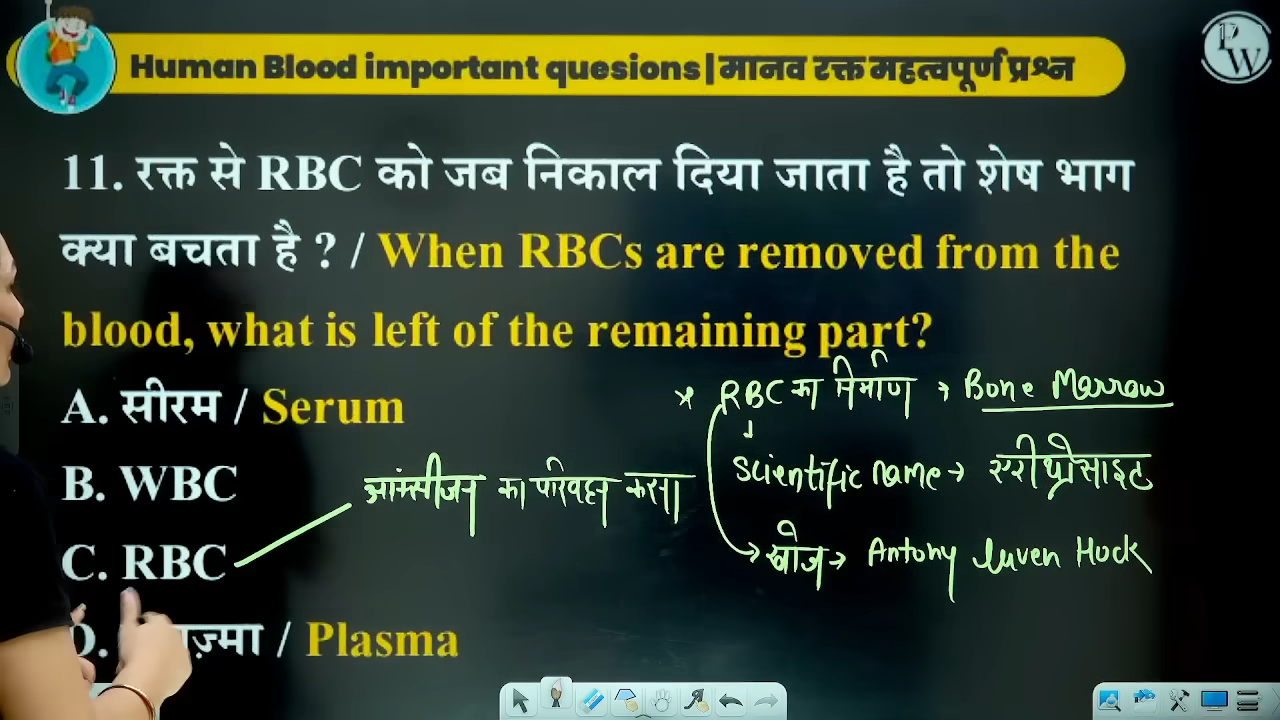 Human Blood important quesions|मानव रक्त महत्वपूर्ण प्रश्न
PW
11. रक्त से RBC को जब निकाल दिया जाता है तो शेष भाग
क्या बचता है ? / When RBCs are removed from the
blood, what is left of the remaining part?
A. सीरम / Serum
B. WBC
C. RBC
D. ज़्मा / Plasma
ऑक्सीजन का परिवहन करना
* RBC का निर्माण → Bone Marrow
Scientific name → एरीथ्रोसाइट
→ खोज → Antony luven Hock